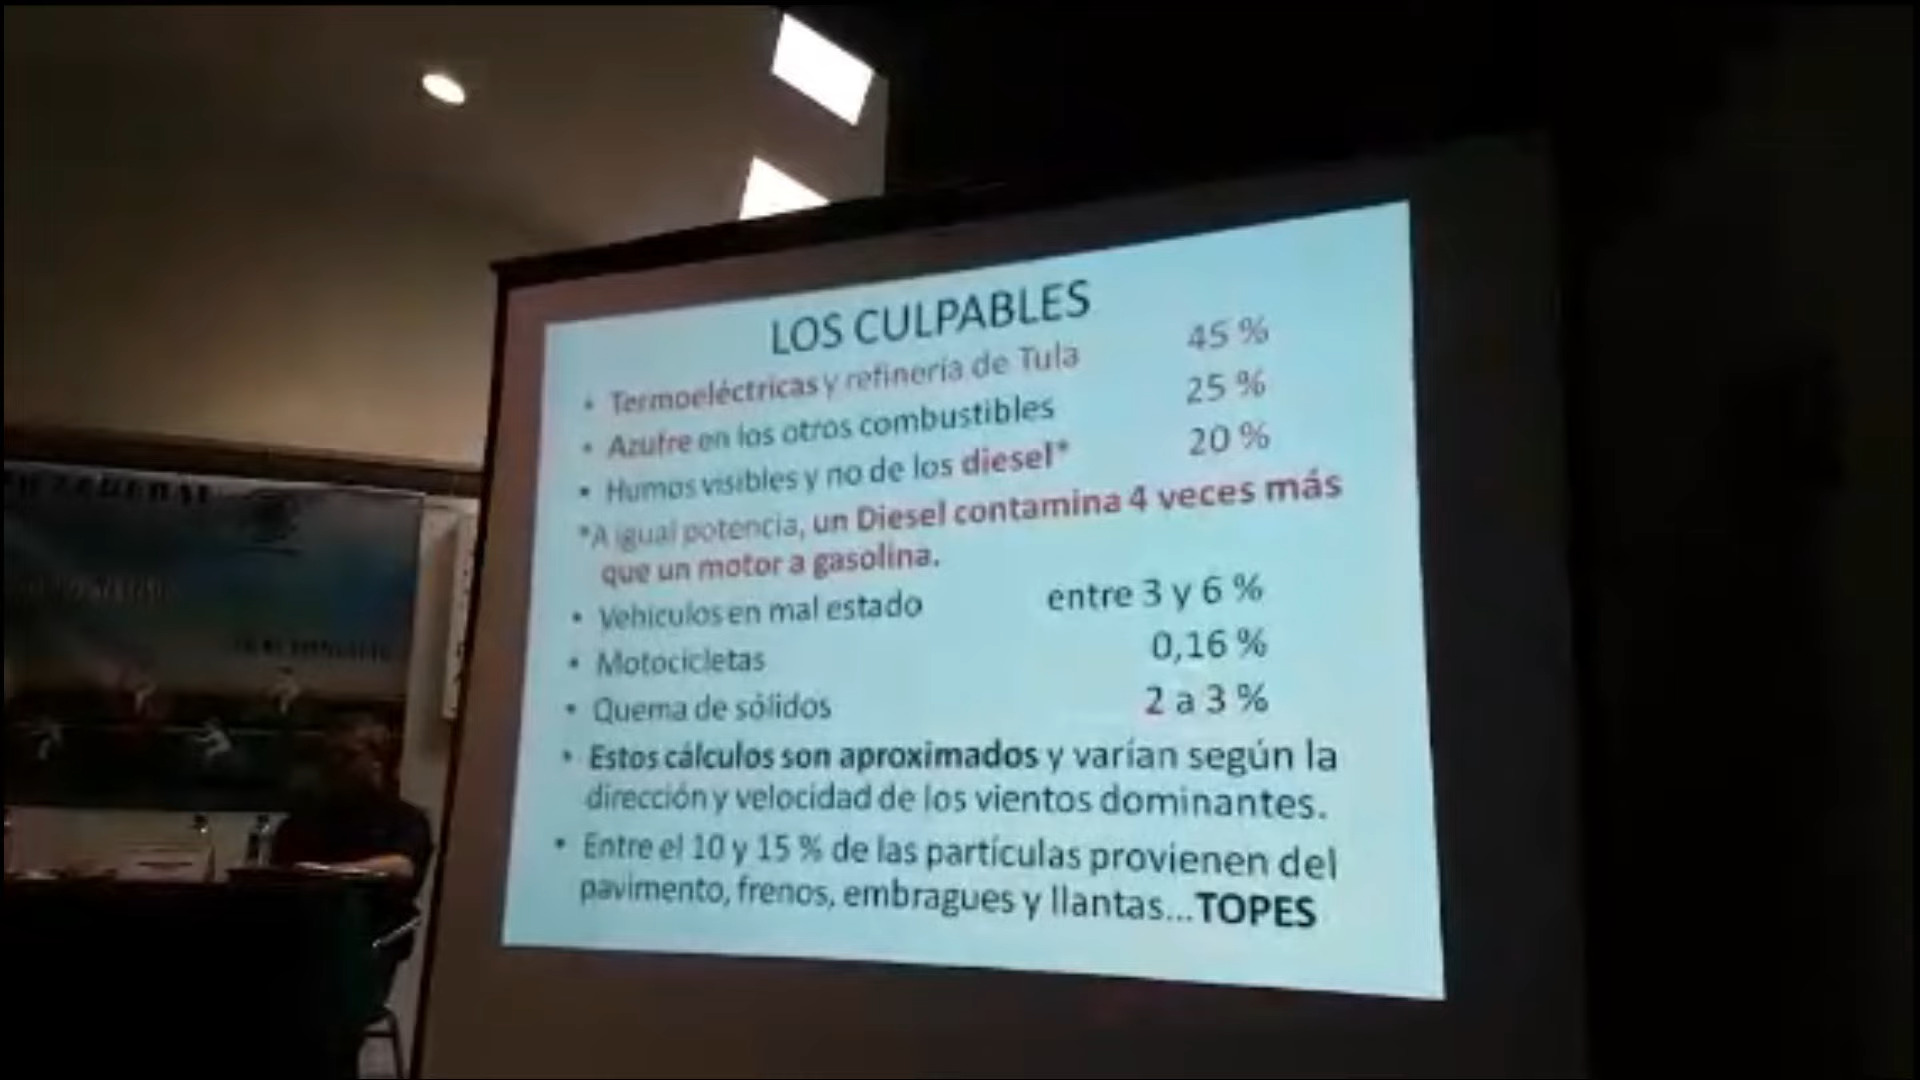 LOS CULPABLES
• Termoeléctricas y refinería de Tula 45 %
• Azufre en los otros combustibles 25 %
• Humos visibles y no de los diesel* 20 %
*A igual potencia, un Diesel contamina 4 veces más
que un motor a gasolina.
• Vehículos en mal estado entre 3 y 6 %
• Motocicletas 0,16 %
• Quema de sólidos 2 a 3 %
• Estos cálculos son aproximados y varían según la
dirección y velocidad de los vientos dominantes.
• Entre el 10 y 15 % de las partículas provienen del
pavimento, frenos, embragues y llantas...TOPES